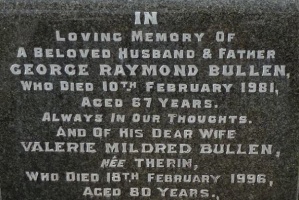 IN
LOVING MEMORY OF
A BELOVED HUSBAND & FATHER
GEORGE RAYMOND BULLEN,
WHO DIED 10TH FEBRUARY 1981,
AGED 67 YEARS.
ALWAYS IN OUR THOUGHTS.
AND OF HIS DEAR WIFE
VALERIE MILDRED BULLEN,
NÉE THERIN,
WHO DIED 18TH FEBRUARY 1996,
AGED 80 YEARS.,